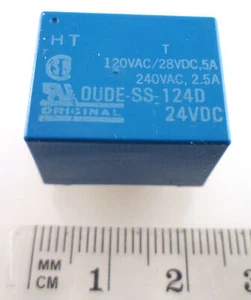 HT
T
120VAC/28VDC,5A
240VAC, 2.5A
OUDE-SS-124D
24VDC
ORIGINAL
MM
CM
1
2
3